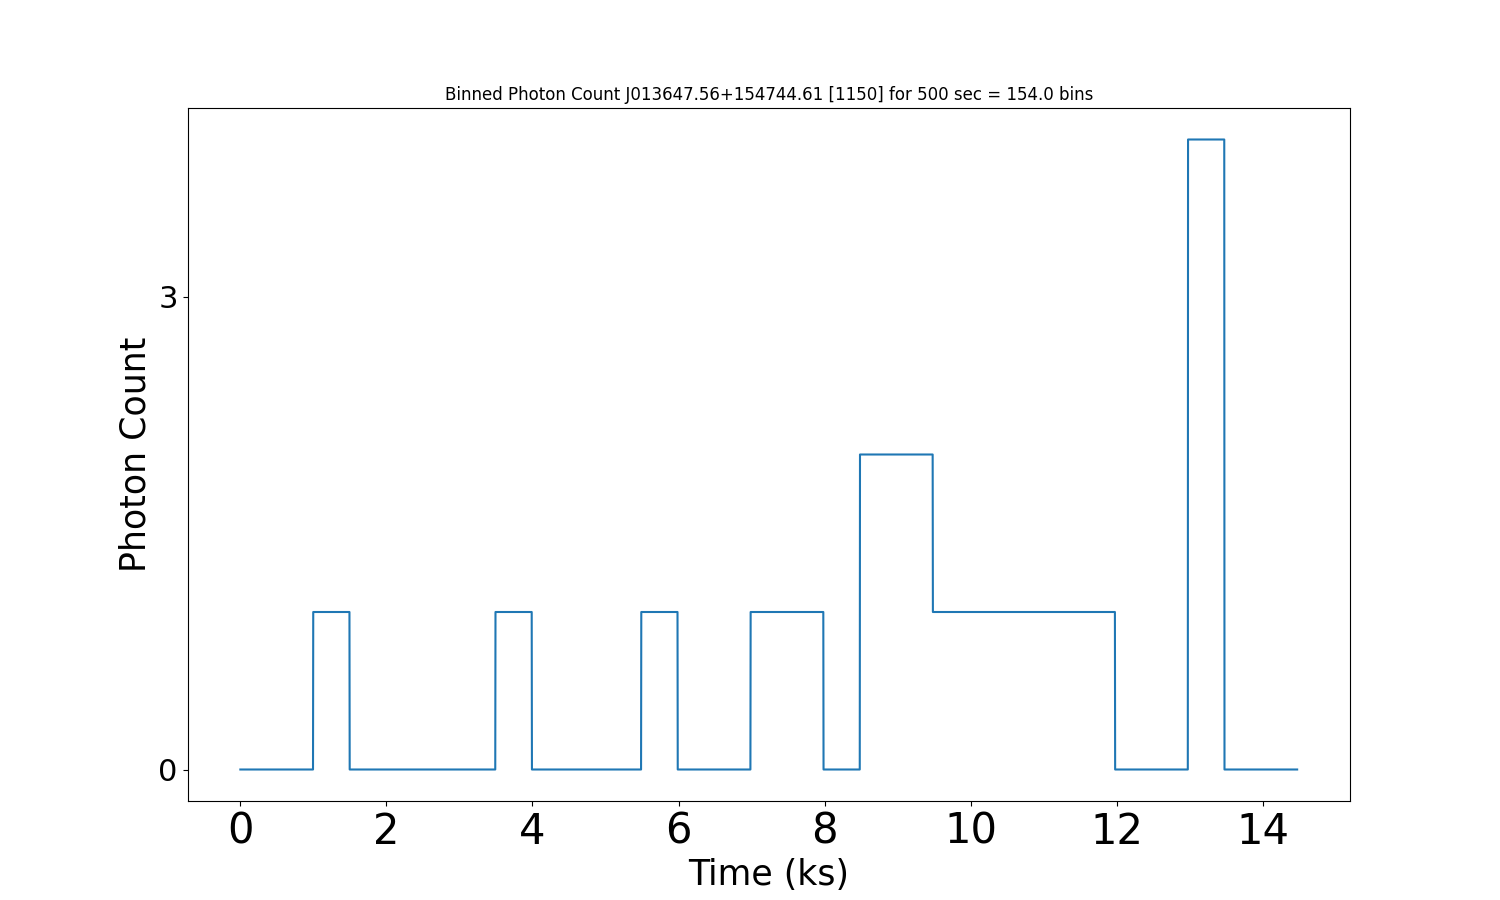 Binned Photon Count J013647.56+154744.61 [1150] for 500 sec = 154.0 bins
3
Photon Count
0
0 2 4 6 8 10 12 14
Time (ks)